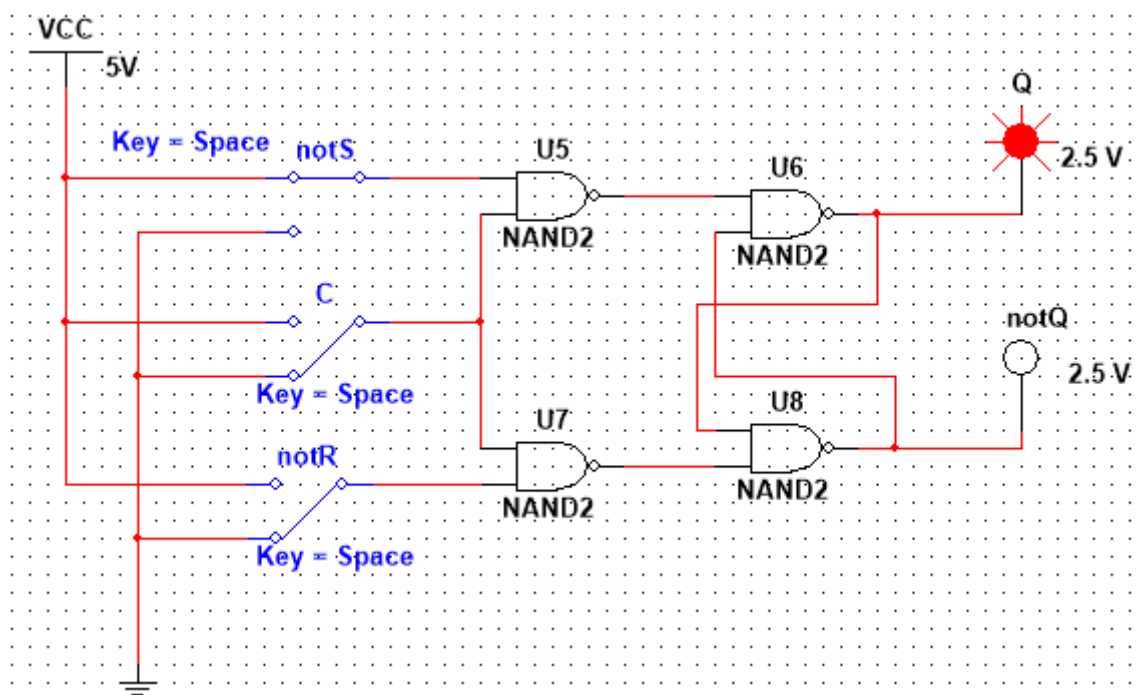 VCC
5V
Key = Space
notS
U5
NAND2
U6
NAND2
Q
2.5 V
C
Key = Space
notQ
2.5 V
notR
Key = Space
U7
NAND2
U8
NAND2